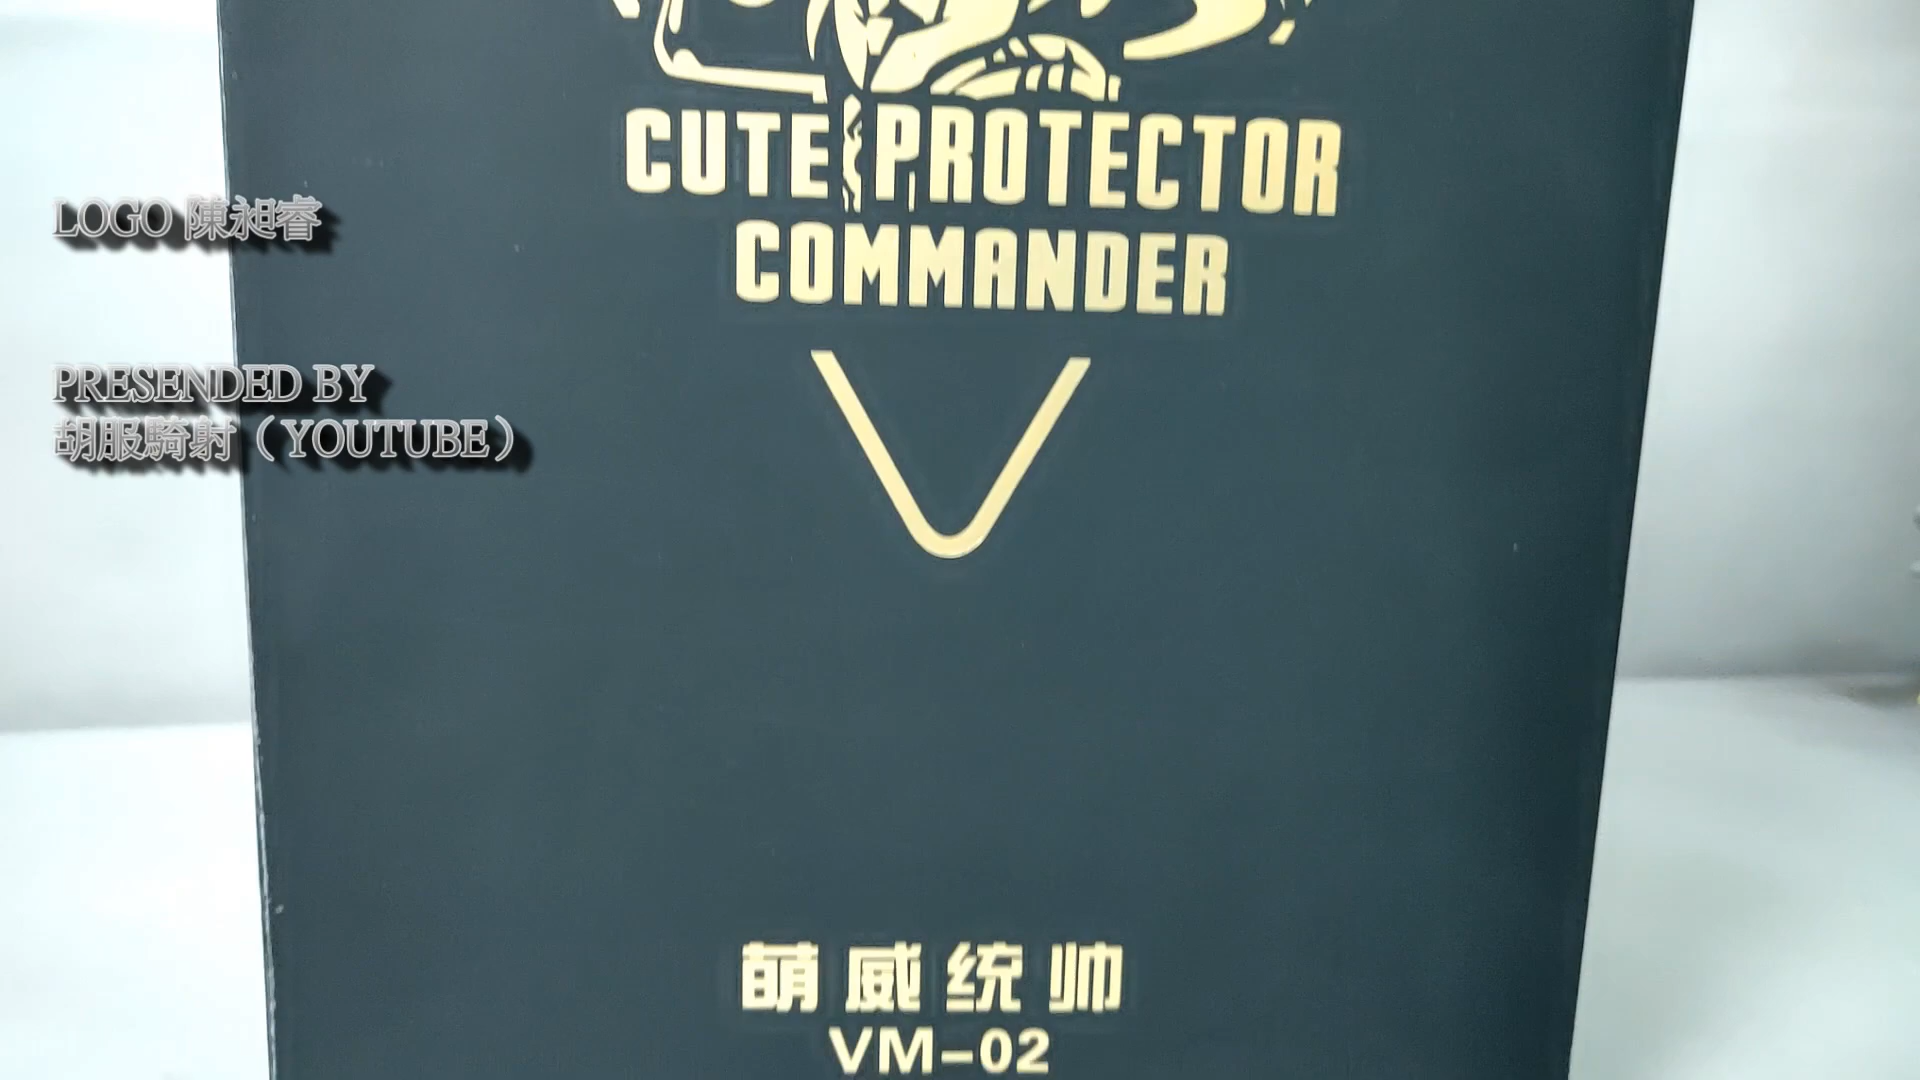 CUTE PROTECTOR
COMMANDER
LOGO 陳昶睿
PRESENDED BY
胡服騎射（YOUTUBE）
萌威统帅
VM-02